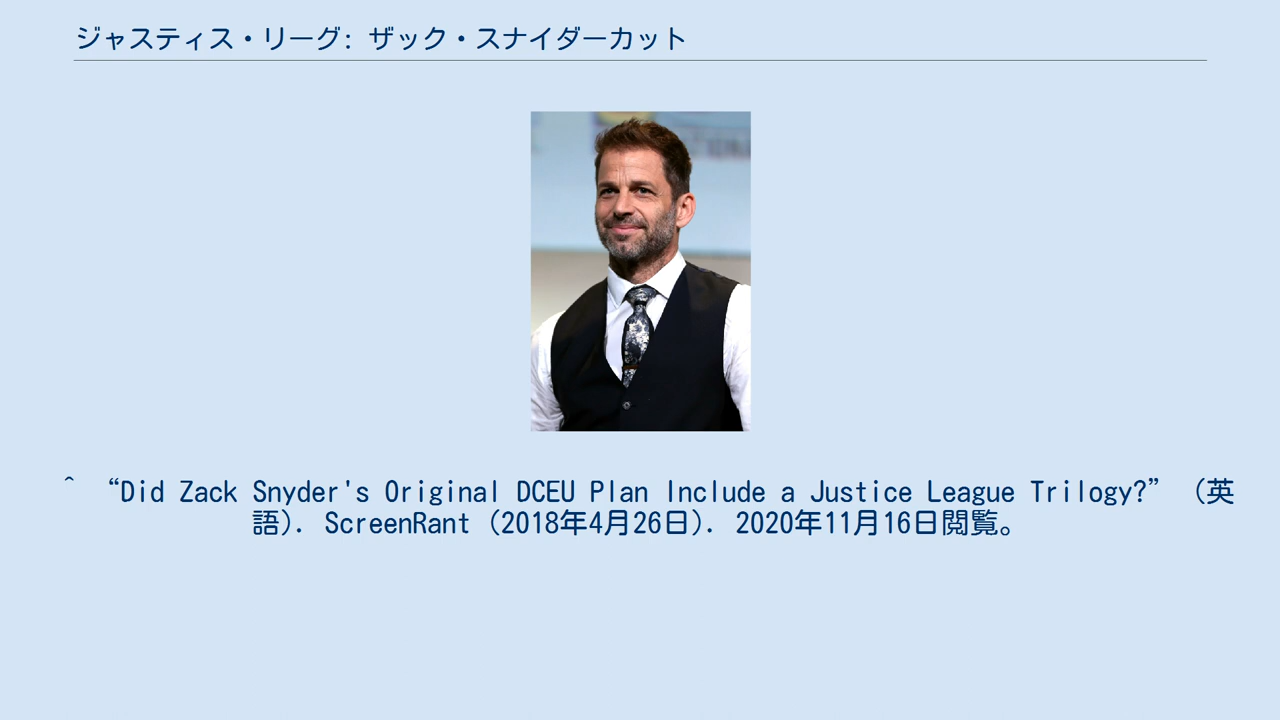 ジャスティス・リーグ: ザック・スナイダーカット
^ “Did Zack Snyder's Original DCEU Plan Include a Justice League Trilogy?” (英
語). ScreenRant (2018年4月26日). 2020年11月16日閲覧。